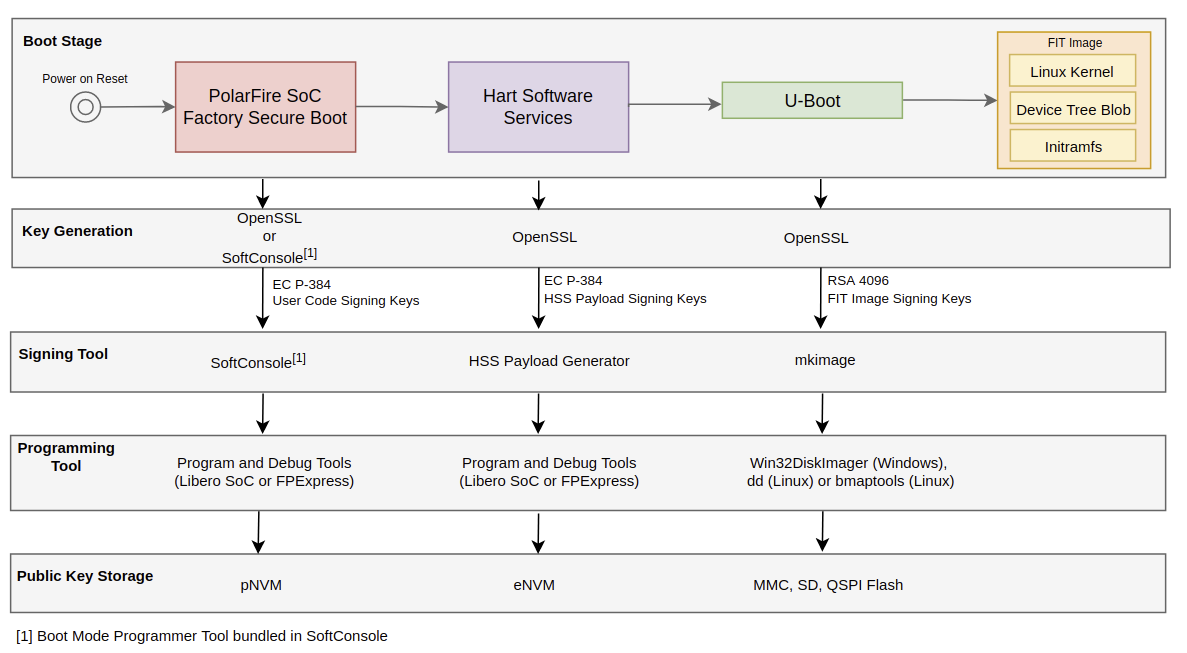 Boot Stage
Power on Reset
PolarFire SoC
Factory Secure Boot
Hart Software
Services
U-Boot
FIT Image
Linux Kernel
Device Tree Blob
Initramfs
Key Generation
OpenSSL
or
SoftConsole[1]
OpenSSL
OpenSSL
EC P-384
User Code Signing Keys
EC P-384
HSS Payload Signing Keys
RSA 4096
FIT Image Signing Keys
Signing Tool
SoftConsole[1]
HSS Payload Generator
mkimage
Programming
Tool
Program and Debug Tools
(Libero SoC or FPExpress)
Program and Debug Tools
(Libero SoC or FPExpress)
Win32DiskImager (Windows),
dd (Linux) or bmaptools (Linux)
Public Key Storage
pNVM
eNVM
MMC, SD, QSPI Flash
[1] Boot Mode Programmer Tool bundled in SoftConsole